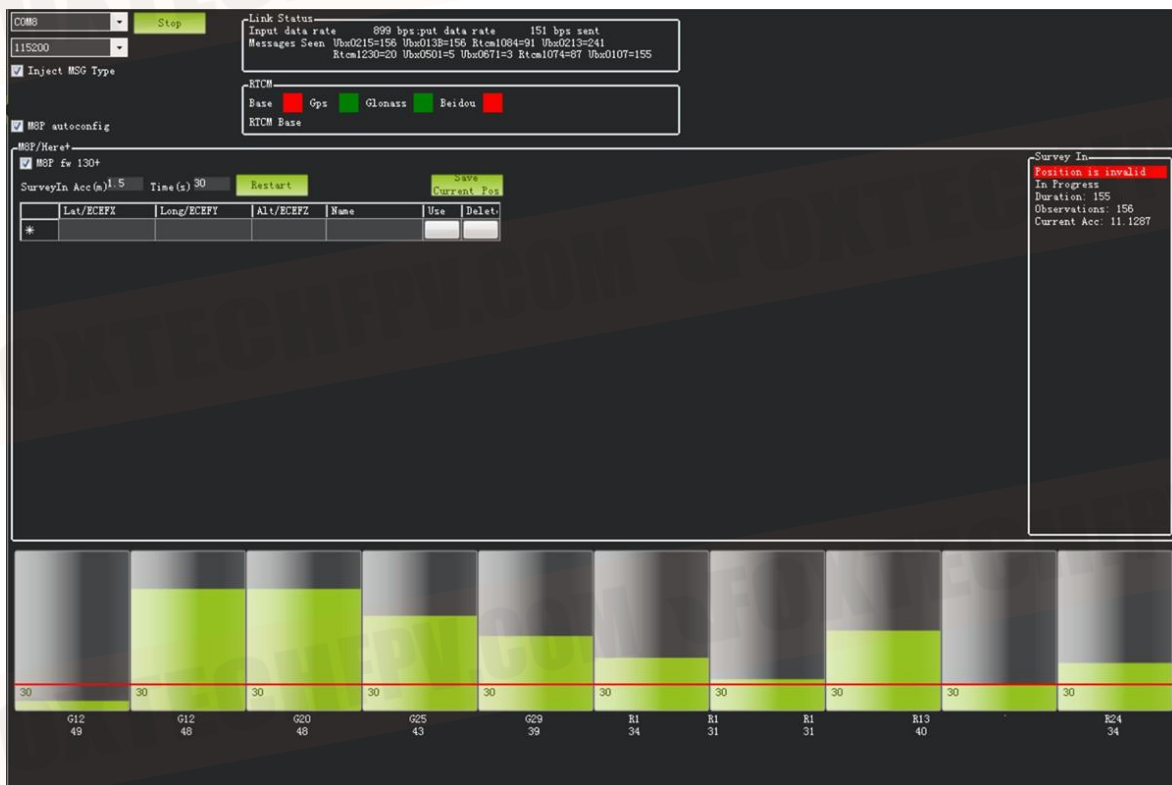 COM8
Stop
115200
Inject MSG Type
M8P autoconfig
Link Status
Input data rate 899 bps:put data rate 151 bps sent
Messages Seen Ubx0215=156 Ubx013B=156 Rtcm1084=91 Ubx0213=241
Rtcm1230=20 Ubx0501=5 Ubx0671=3 Rtcm1074=87 Ubx0107=155
RTCM
Base Gps Glonass Beidou
RTCM Base
M8P/Here+
M8P fw 130+
SurveyIn Acc(m) 1.5 Time(s) 30 Restart
Save
Current Pos
Lat/ECEFX Long/ECEFY Alt/ECEFZ Name Use Delet
*
Survey In
Position is invalid
In Progress
Duration: 155
Observations: 156
Current Acc: 11.1287
FOXTECHFPV.COM
30 30 30 30 30 30 30 30 30 30
G12 G12 G20 G25 G29 R1 R1 R1 R13 R24
49 48 48 43 39 34 31 31 40 34